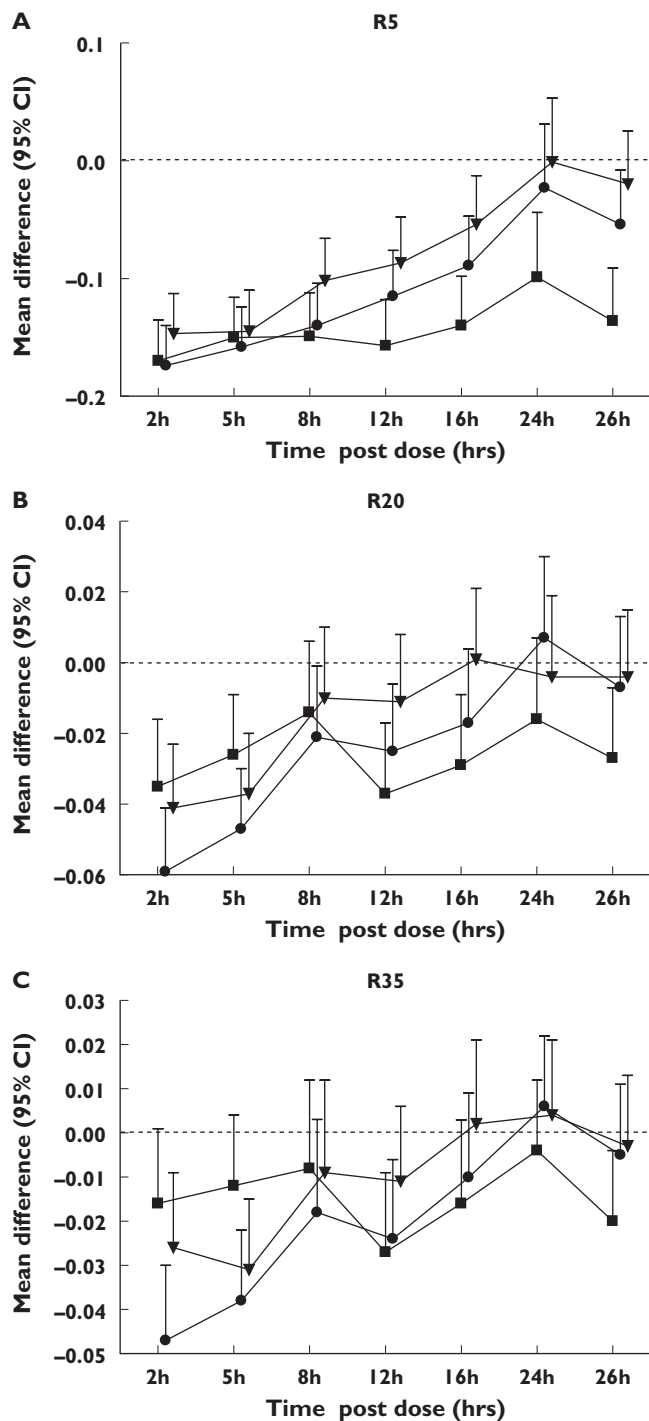 A
R5
Mean difference (95% CI)
0.1
0.0
–0.1
–0.2
2h 5h 8h 12h 16h 24h 26h
Time post dose (hrs)
B
R20
Mean difference (95% CI)
0.04
0.02
0.00
–0.02
–0.04
–0.06
2h 5h 8h 12h 16h 24h 26h
Time post dose (hrs)
C
R35
Mean difference (95% CI)
0.03
0.02
0.01
0.00
–0.01
–0.02
–0.03
–0.04
–0.05
2h 5h 8h 12h 16h 24h 26h
Time post dose (hrs)